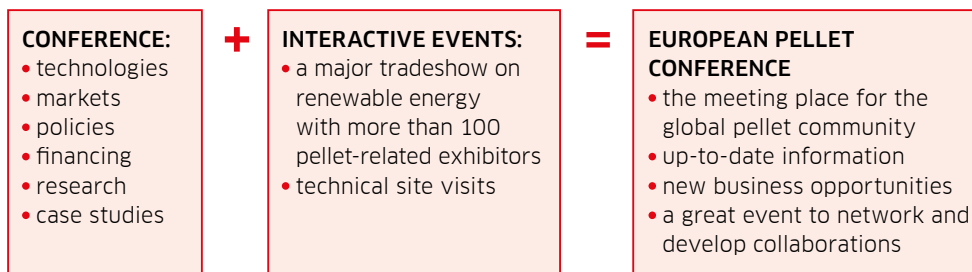 CONFERENCE:
• technologies
• markets
• policies
• financing
• research
• case studies
+
INTERACTIVE EVENTS:
• a major tradeshow on
renewable energy
with more than 100
pellet-related exhibitors
• technical site visits
=
EUROPEAN PELLET
CONFERENCE
• the meeting place for the
global pellet community
• up-to-date information
• new business opportunities
• a great event to network and
develop collaborations